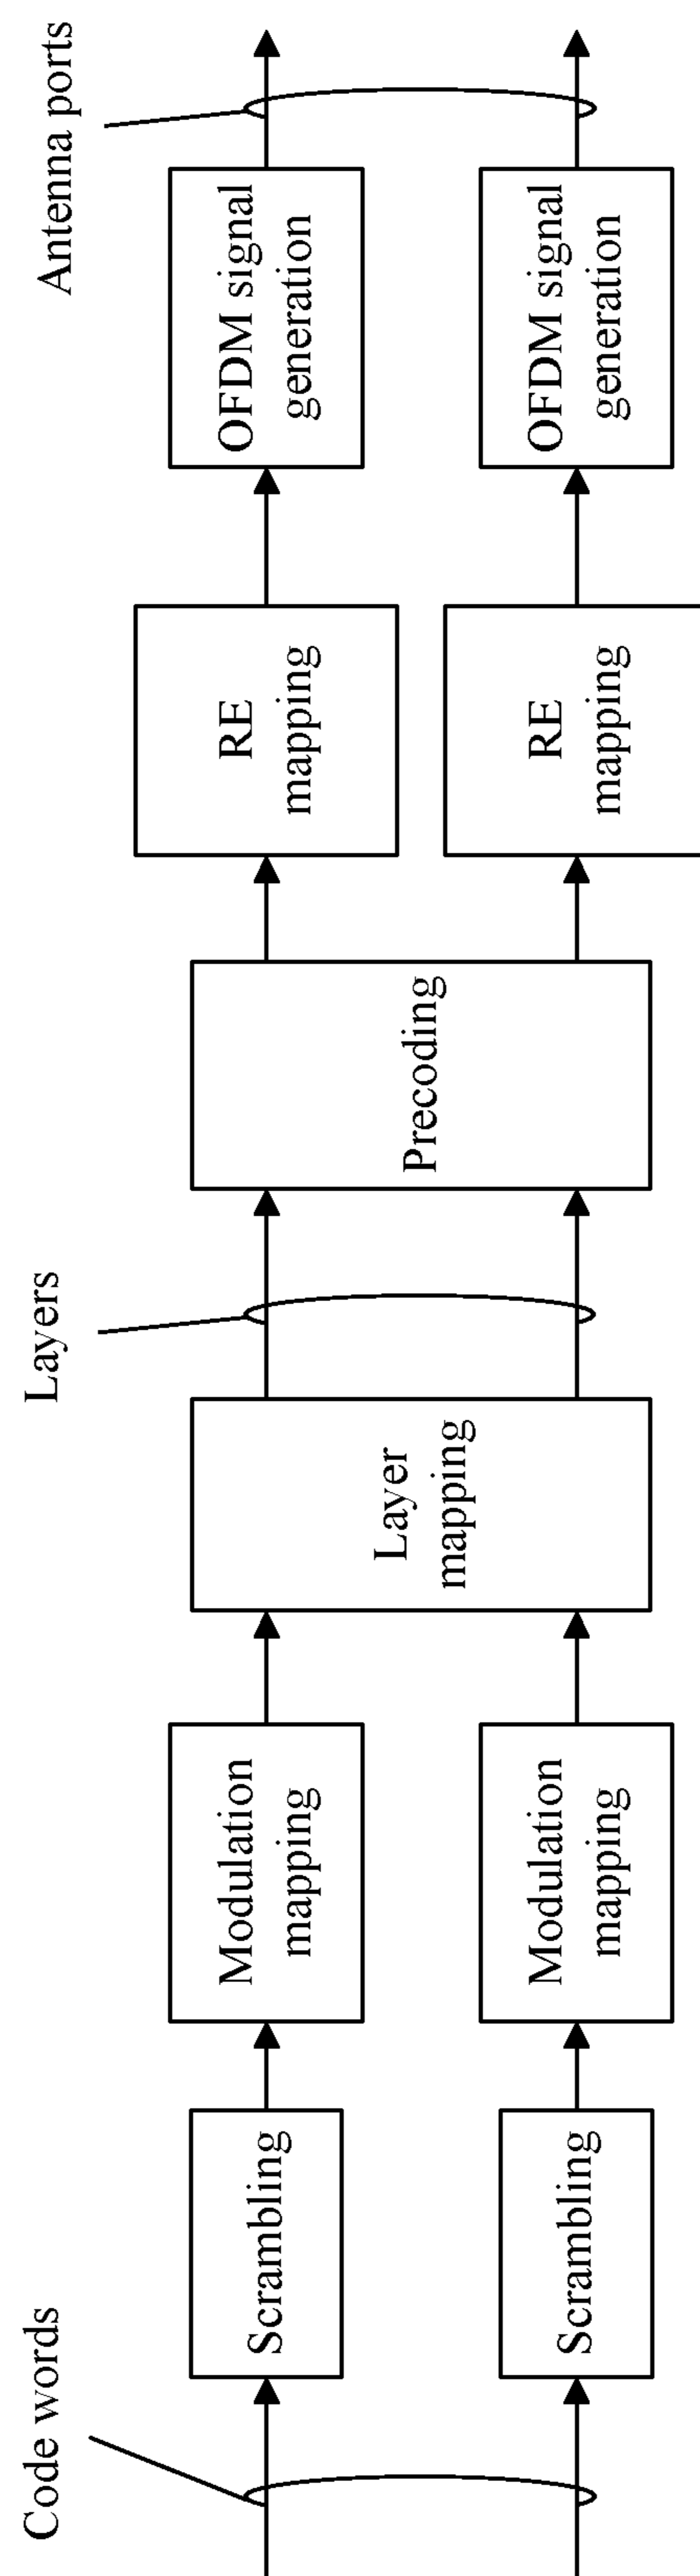 Code words
Layers
Antenna ports
Scrambling
Modulation
mapping
Layer
mapping
Precoding
RE
mapping
OFDM signal
generation
Scrambling
Modulation
mapping
RE
mapping
OFDM signal
generation